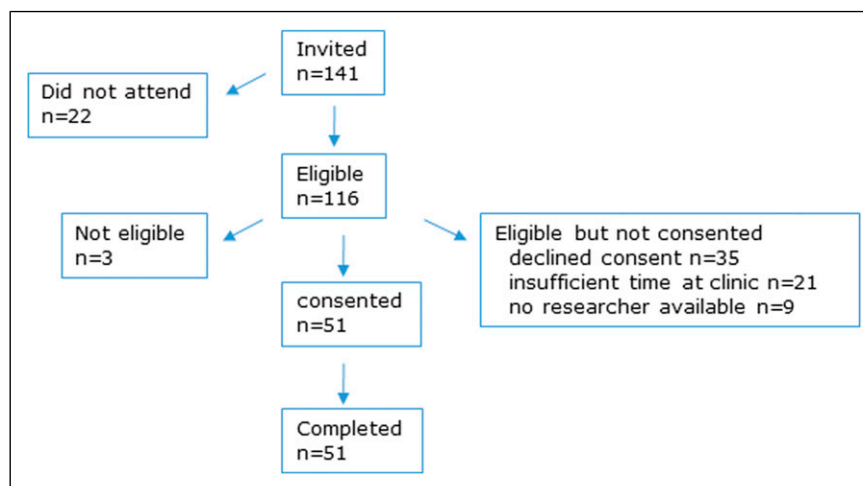 Invited
n=141
Did not attend
n=22
Eligible
n=116
Not eligible
n=3
Eligible but not consented
declined consent n=35
insufficient time at clinic n=21
no researcher available n=9
consented
n=51
Completed
n=51